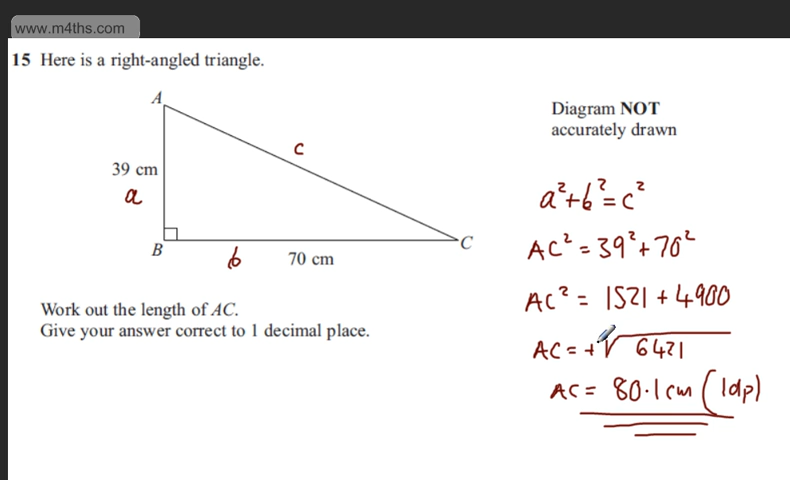 www.m4ths.com
15 Here is a right-angled triangle.
A
Diagram NOT
accurately drawn
c
39 cm
a
a²+b²=c²
B
b
70 cm
C
AC² = 39²+70²
Work out the length of AC.
Give your answer correct to 1 decimal place.
AC² = 1521 + 4900
AC = +√6421
AC = 80.1cm (1dp)